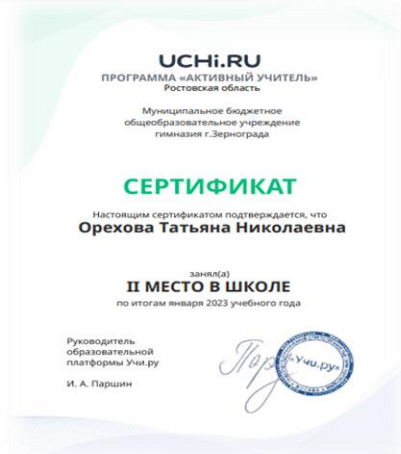 UCHi.RU
ПРОГРАММА «АКТИВНЫЙ УЧИТЕЛЬ»
Ростовская область
Муниципальное бюджетное
общеобразовательное учреждение
гимназия г.Зернограда
СЕРТИФИКАТ
Настоящим сертификатом подтверждается, что
Орехова Татьяна Николаевна
занял(а)
II МЕСТО В ШКОЛЕ
по итогам января 2023 учебного года
Руководитель
образовательной
платформы Учи.ру
И. А. Паршин
«Учи.ру»